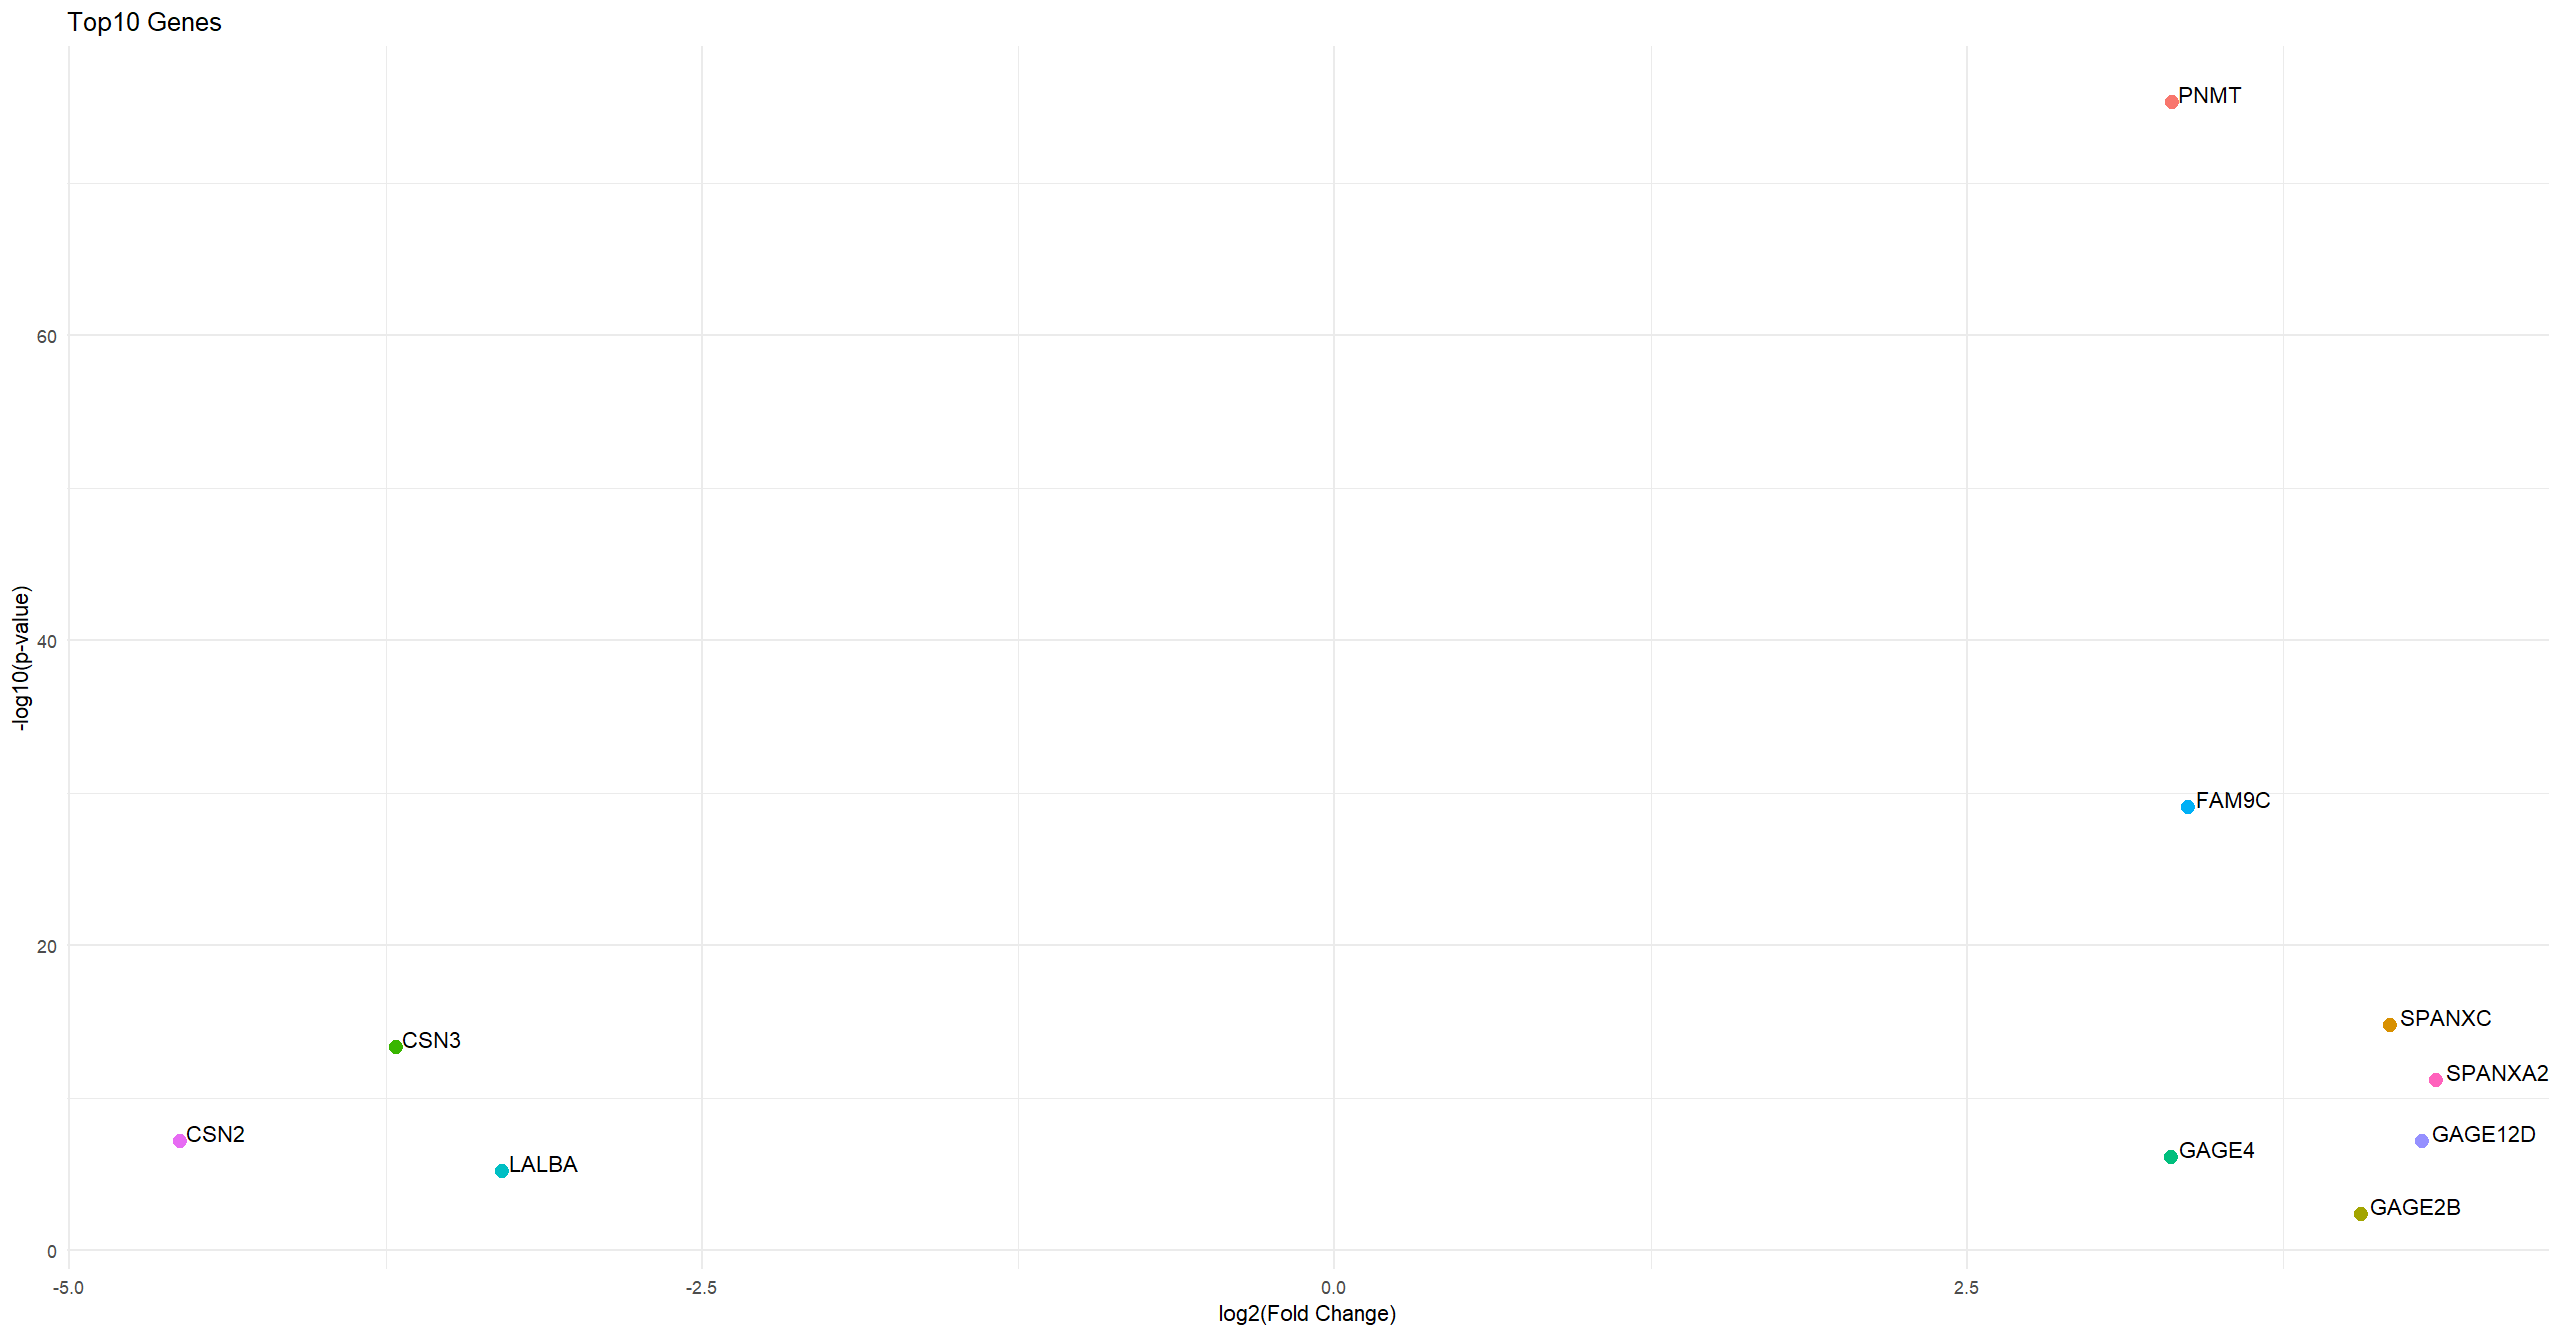 Top10 Genes
PNMT
60
-log10(p-value)
40
FAM9C
20
SPANXC
CSN3
SPANXA2
CSN2
GAGE12D
GAGE4
LALBA
GAGE2B
0
-5.0
-2.5
0.0
2.5
log2(Fold Change)